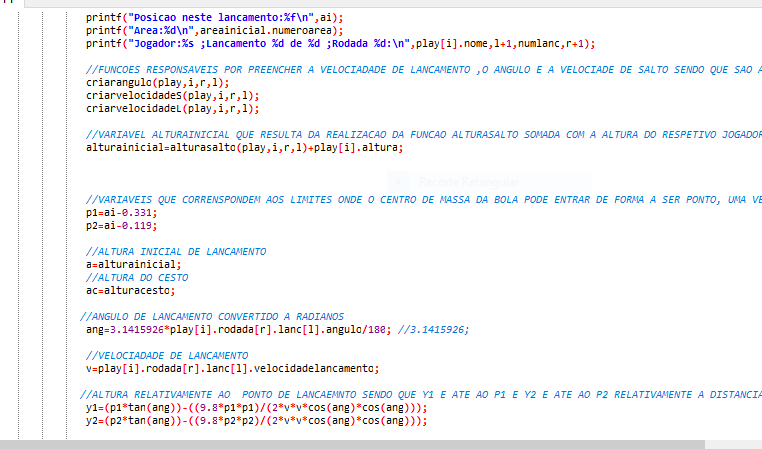 printf("Posicao neste lancamento:%f\n",ai);
printf("Area:%d\n",areainicial.numeroarea);
printf("Jogador:%s ;Lancamento %d de %d ;Rodada %d:\n",play[i].nome,l+1,numlanc,r+1);
//FUNCOES RESPONSAVEIS POR PREENCHER A VELOCIADADE DE LANCAMENTO ,O ANGULO E A VELOCIADE DE SALTO SENDO QUE SAO A
criarangulo(play,i,r,l);
criarvelocidadeS(play,i,r,l);
criarvelocidadeL(play,i,r,l);
//VARIAVEL ALTURAINICIAL QUE RESULTA DA REALIZACAO DA FUNCAO ALTURASALTO SOMADA COM A ALTURA DO RESPETIVO JOGADOR
alturainicial=alturasalto(play,i,r,l)+play[i].altura;
Recorte Retangular
//VARIAVEIS QUE CORRENSPONDEM AOS LIMITES ONDE O CENTRO DE MASSA DA BOLA PODE ENTRAR DE FORMA A SER PONTO, UMA VE
p1=ai-0.331;
p2=ai-0.119;
//ALTURA INICIAL DE LANCAMENTO
a=alturainicial;
//ALTURA DO CESTO
ac=alturacesto;
//ANGULO DE LANCAMENTO CONVERTIDO A RADIANOS
ang=3.1415926*play[i].rodada[r].lanc[l].angulo/180; //3.1415926;
//VELOCIADADE DE LANCAMENTO
v=play[i].rodada[r].lanc[l].velocidadelancamento;
//ALTURA RELATIVAMENTE AO  PONTO DE LANCAEMNTO SENDO QUE Y1 E ATE AO P1 E Y2 E ATE AO P2 RELATIVAMENTE A DISTANCIA
y1=(p1*tan(ang))-((9.8*p1*p1)/(2*v*v*cos(ang)*cos(ang)));
y2=(p2*tan(ang))-((9.8*p2*p2)/(2*v*v*cos(ang)*cos(ang)));